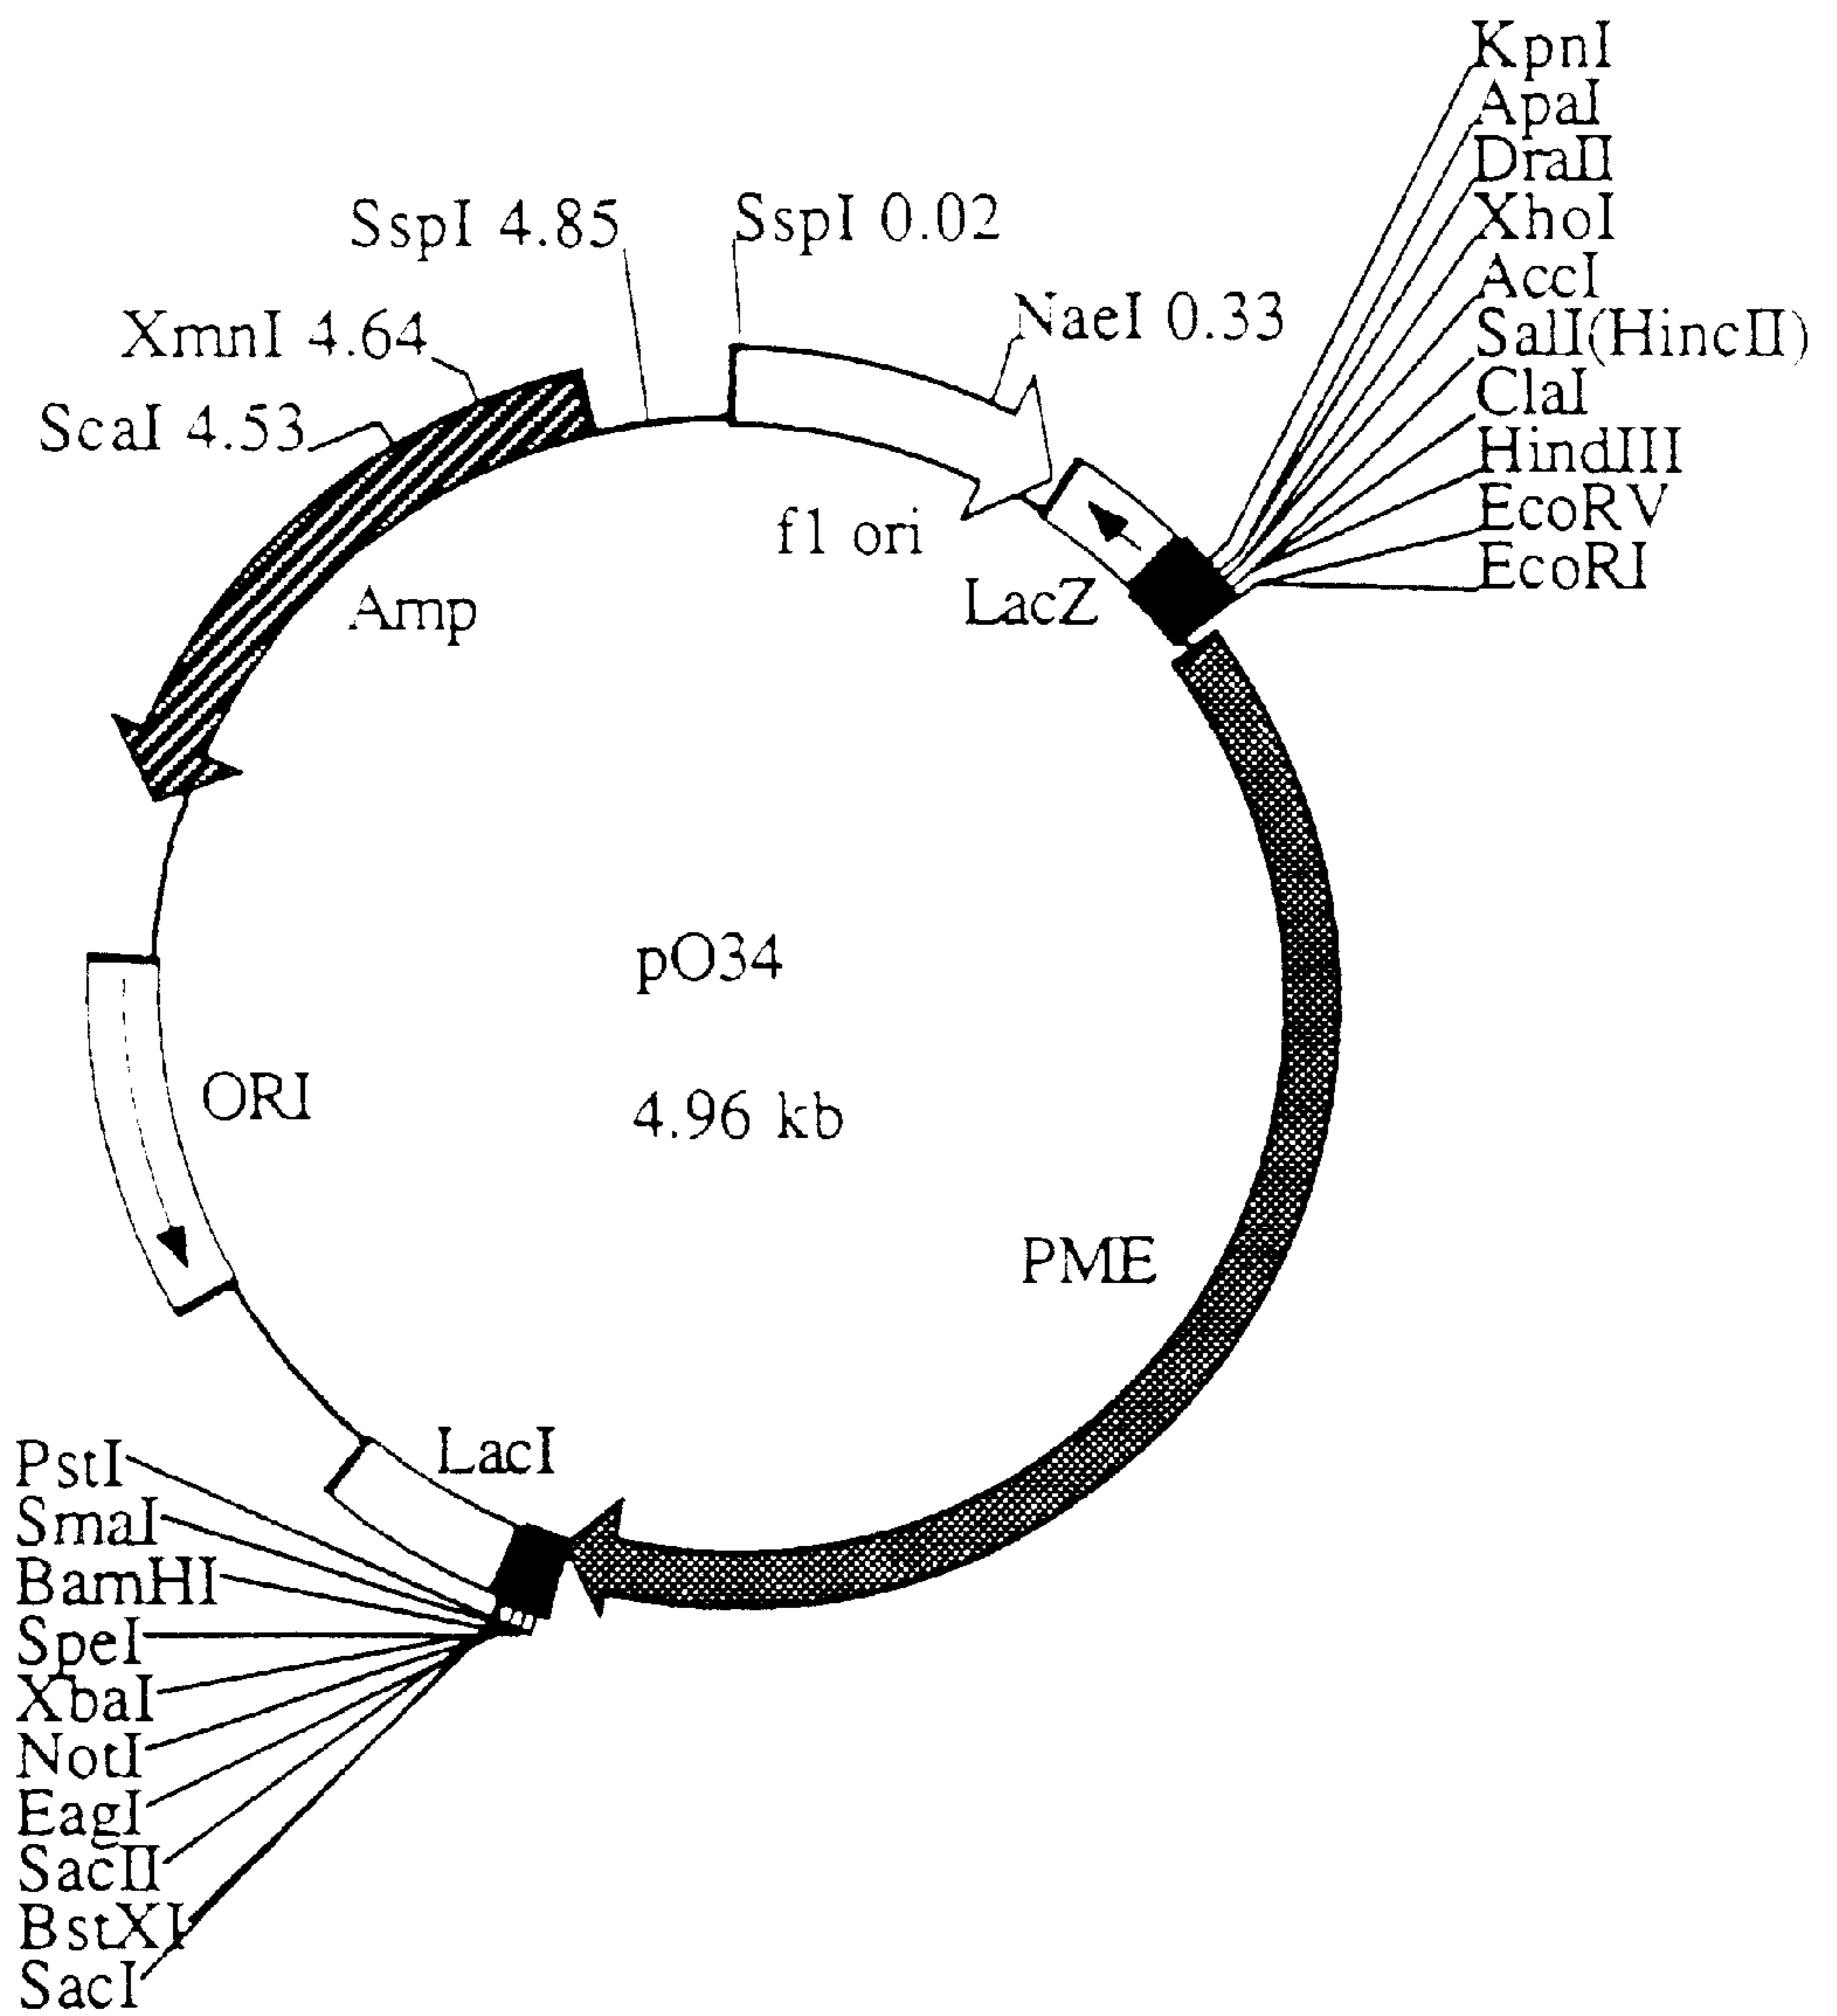 KpnI
ApaI
DraII
XhoI
AccI
SalI(HincII)
ClaI
HindIII
EcoRV
EcoRI
SspI 4.85
SspI 0.02
NaeI 0.33
XmnI 4.64
ScaI 4.53
f1 ori
LacZ
Amp
pO34
4.96 kb
ORI
PME
LacI
PstI
SmaI
BamHI
SpeI
XbaI
NotI
EagI
SacII
BstXI
SacI